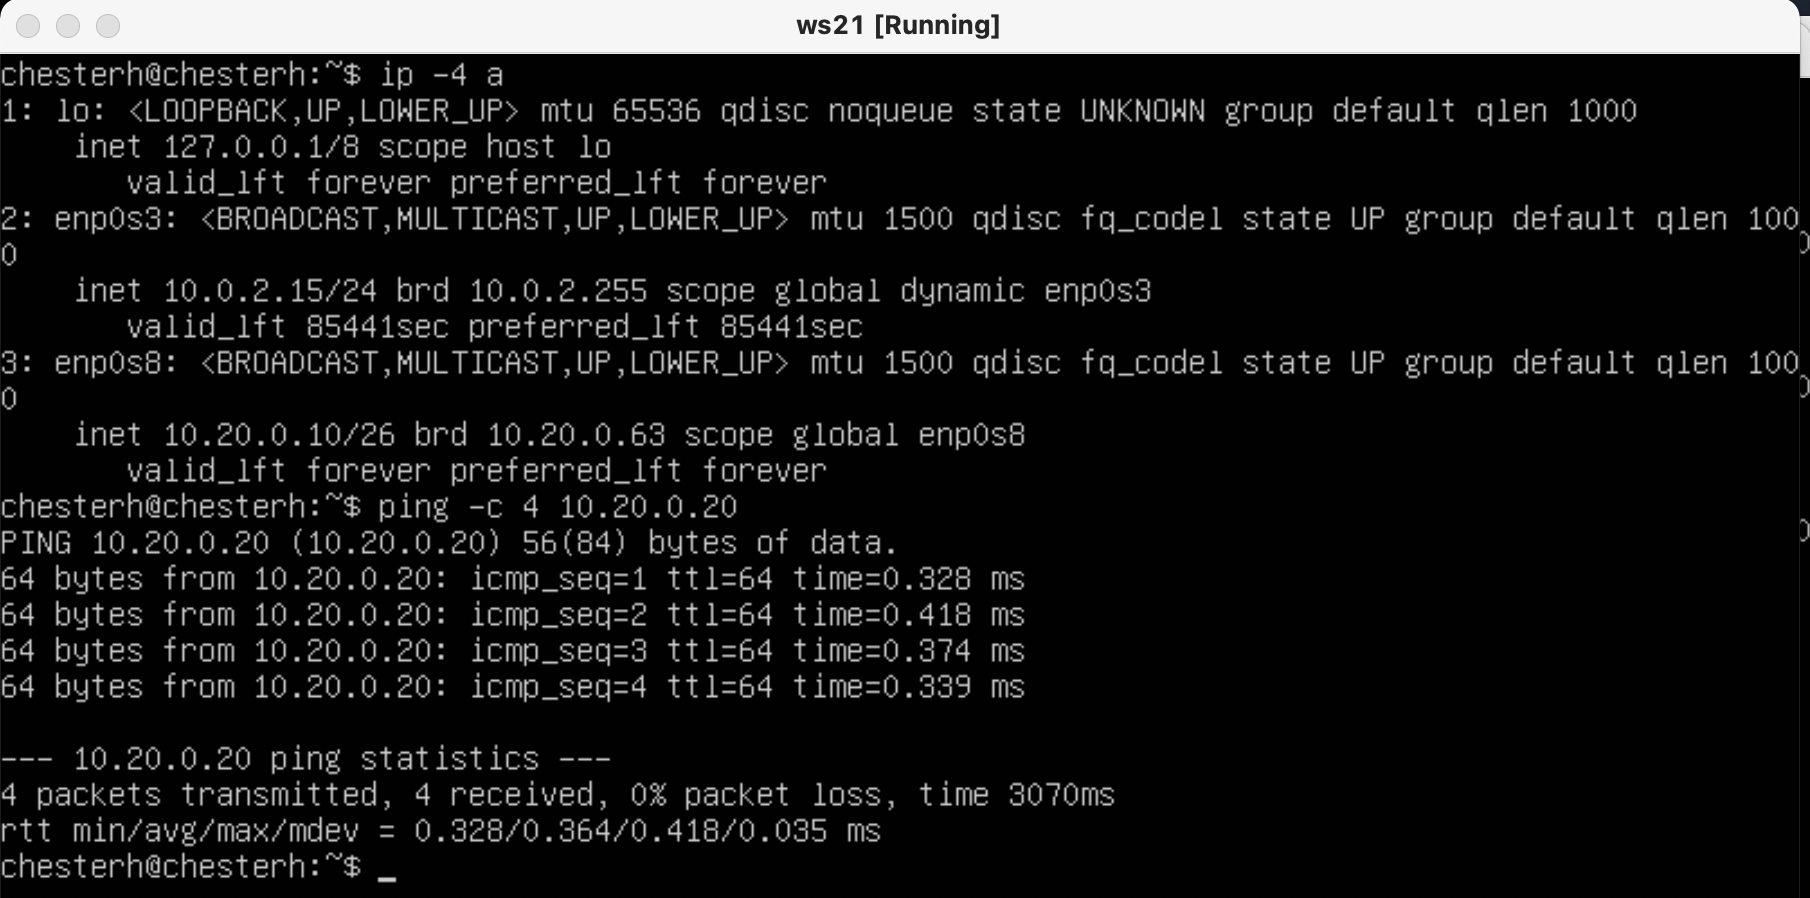 ws21 [Running]
chesterh@chesterh:~$ ip -4 a
1: lo: <LOOPBACK,UP,LOWER_UP> mtu 65536 qdisc noqueue state UNKNOWN group default qlen 1000
    inet 127.0.0.1/8 scope host lo
       valid_lft forever preferred_lft forever
2: enp0s3: <BROADCAST,MULTICAST,UP,LOWER_UP> mtu 1500 qdisc fq_codel state UP group default qlen 100
0
    inet 10.0.2.15/24 brd 10.0.2.255 scope global dynamic enp0s3
       valid_lft 85441sec preferred_lft 85441sec
3: enp0s8: <BROADCAST,MULTICAST,UP,LOWER_UP> mtu 1500 qdisc fq_codel state UP group default qlen 100
0
    inet 10.20.0.10/26 brd 10.20.0.63 scope global enp0s8
       valid_lft forever preferred_lft forever
chesterh@chesterh:~$ ping -c 4 10.20.0.20
PING 10.20.0.20 (10.20.0.20) 56(84) bytes of data.
64 bytes from 10.20.0.20: icmp_seq=1 ttl=64 time=0.328 ms
64 bytes from 10.20.0.20: icmp_seq=2 ttl=64 time=0.418 ms
64 bytes from 10.20.0.20: icmp_seq=3 ttl=64 time=0.374 ms
64 bytes from 10.20.0.20: icmp_seq=4 ttl=64 time=0.339 ms

--- 10.20.0.20 ping statistics ---
4 packets transmitted, 4 received, 0% packet loss, time 3070ms
rtt min/avg/max/mdev = 0.328/0.364/0.418/0.035 ms
chesterh@chesterh:~$ _